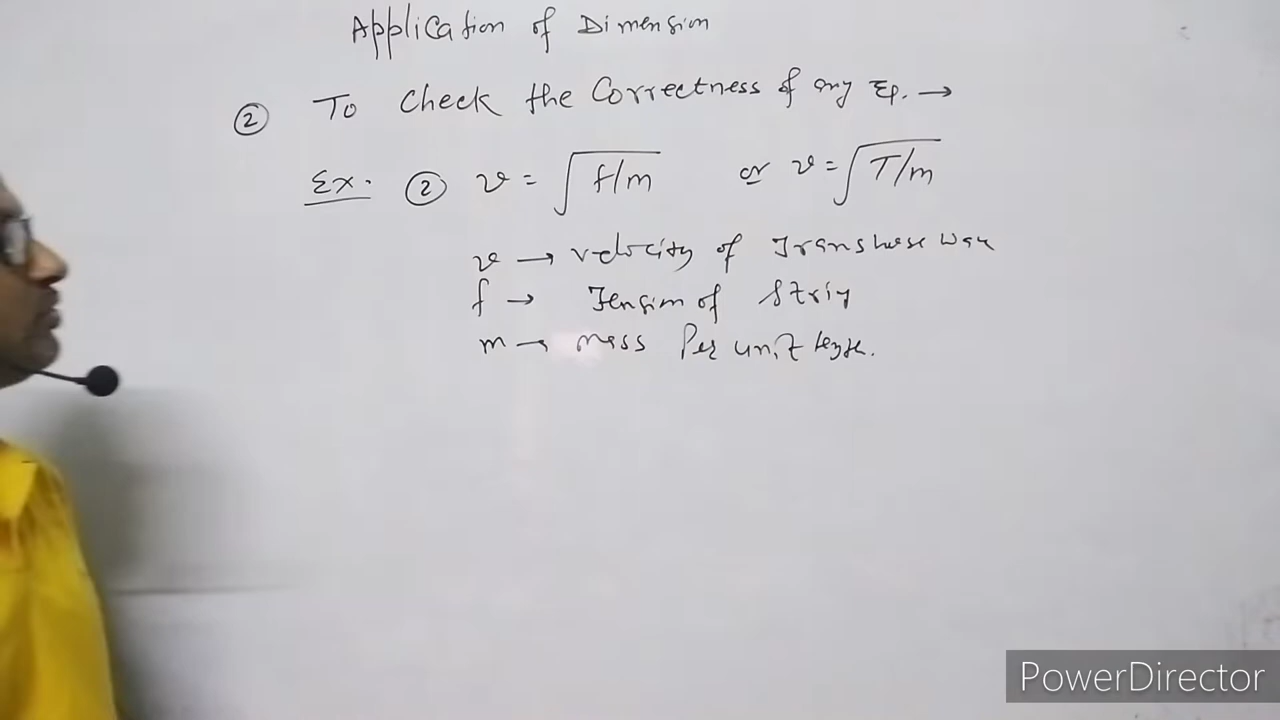 Application of Dimension
② To Check the Correctness of any Eq. →
Ex. ② v = √f/m or v = √T/m
v → velocity of Transverse wave
f → Tension of String
m → mass Per unit length.
PowerDirector